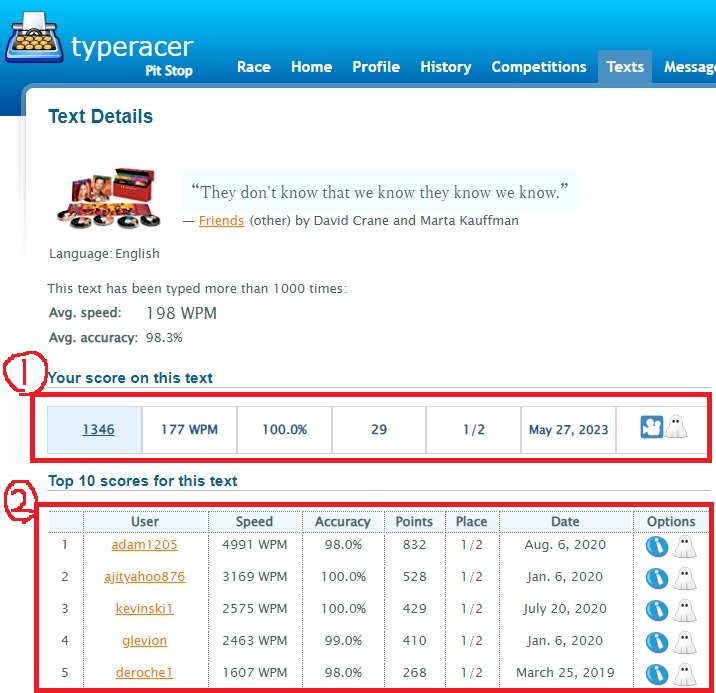 typeracer
Pit Stop
Race Home Profile History Competitions Texts Messag
Text Details
“They don't know that we know they know we know.”
— Friends (other) by David Crane and Marta Kauffman
Language: English
This text has been typed more than 1000 times:
Avg. speed: 198 WPM
Avg. accuracy: 98.3%
1
Your score on this text
1346 177 WPM 100.0% 29 1/2 May 27, 2023
Top 10 scores for this text
2
User Speed Accuracy Points Place Date Options
1 adam1205 4991 WPM 98.0% 832 1/2 Aug. 6, 2020
2 ajityahoo876 3169 WPM 100.0% 528 1/2 Jan. 6, 2020
3 kevinski1 2575 WPM 100.0% 429 1/2 July 20, 2020
4 glevion 2463 WPM 99.0% 410 1/2 Jan. 6, 2020
5 deroche1 1607 WPM 98.0% 268 1/2 March 25, 2019